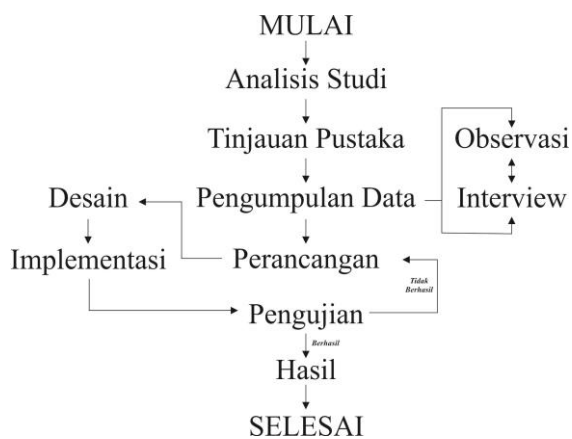 MULAI
Analisis Studi
Tinjauan Pustaka
Observasi
Desain
Pengumpulan Data
Interview
Implementasi
Perancangan
Tidak
Berhasil
Pengujian
Berhasil
Hasil
SELESAI